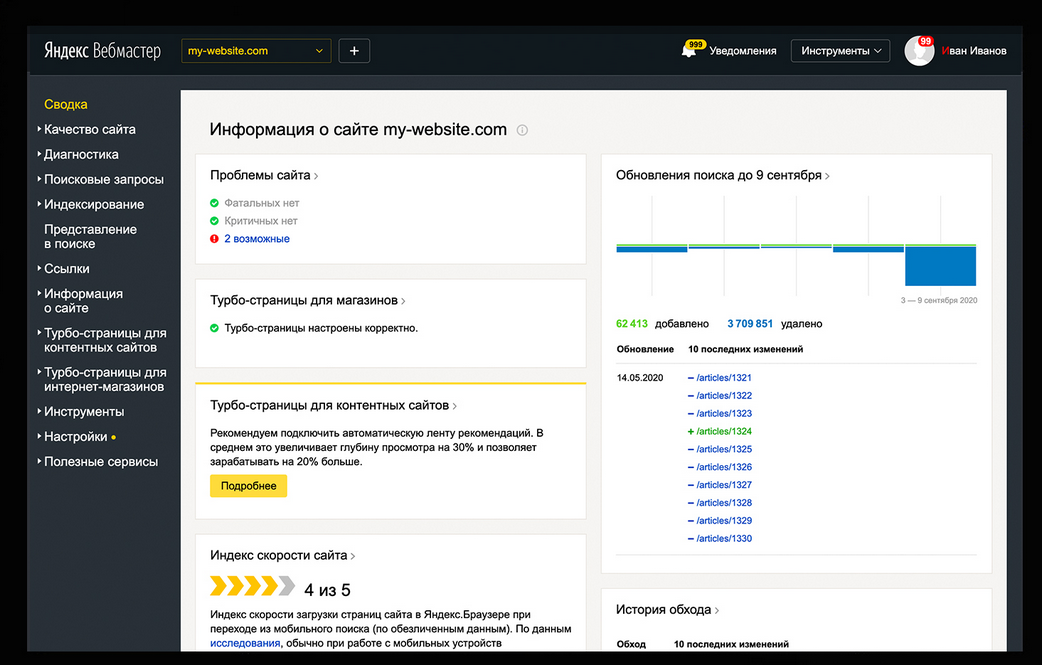 Яндекс Вебмастер
my-website.com
+
999
Уведомления
Инструменты
99
Иван Иванов
Сводка
Качество сайта
Диагностика
Поисковые запросы
Индексирование
Представление
в поиске
Ссылки
Информация
о сайте
Турбо-страницы для
контентных сайтов
Турбо-страницы для
интернет-магазинов
Инструменты
Настройки
Полезные сервисы
Информация о сайте my-website.com
Проблемы сайта
Фатальных нет
Критичных нет
2 возможные
Турбо-страницы для магазинов
Турбо-страницы настроены корректно.
Турбо-страницы для контентных сайтов
Рекомендуем подключить автоматическую ленту рекомендаций. В
среднем это увеличивает глубину просмотра на 30% и позволяет
зарабатывать на 20% больше.
Подробнее
Индекс скорости сайта
4 из 5
Индекс скорости загрузки страниц сайта в Яндекс.Браузере при
переходе из мобильного поиска (по обезличенным данным). По данным
исследования, обычно при работе с мобильных устройств
Обновления поиска до 9 сентября
3 — 9 сентября 2020
62 413 добавлено 3 709 851 удалено
Обновление 10 последних изменений
14.05.2020 – /articles/1321
– /articles/1322
– /articles/1323
+ /articles/1324
– /articles/1325
– /articles/1326
– /articles/1327
– /articles/1328
– /articles/1329
– /articles/1330
История обхода
Обход 10 последних изменений